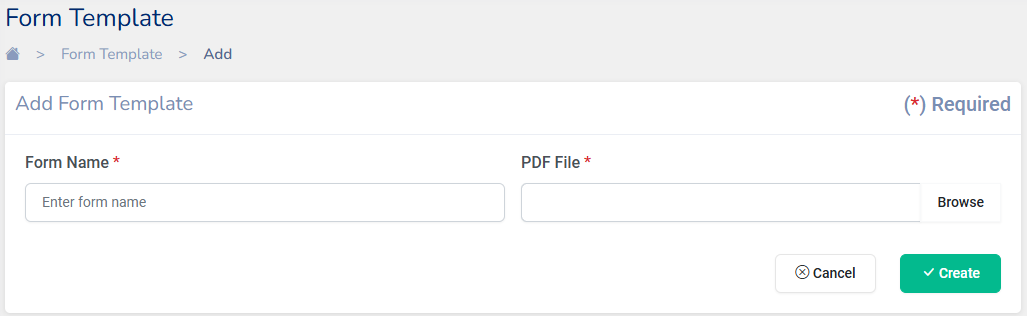 Form Template
> Form Template > Add
Add Form Template (*) Required
Form Name * PDF File *
Enter form name Browse
Cancel Create